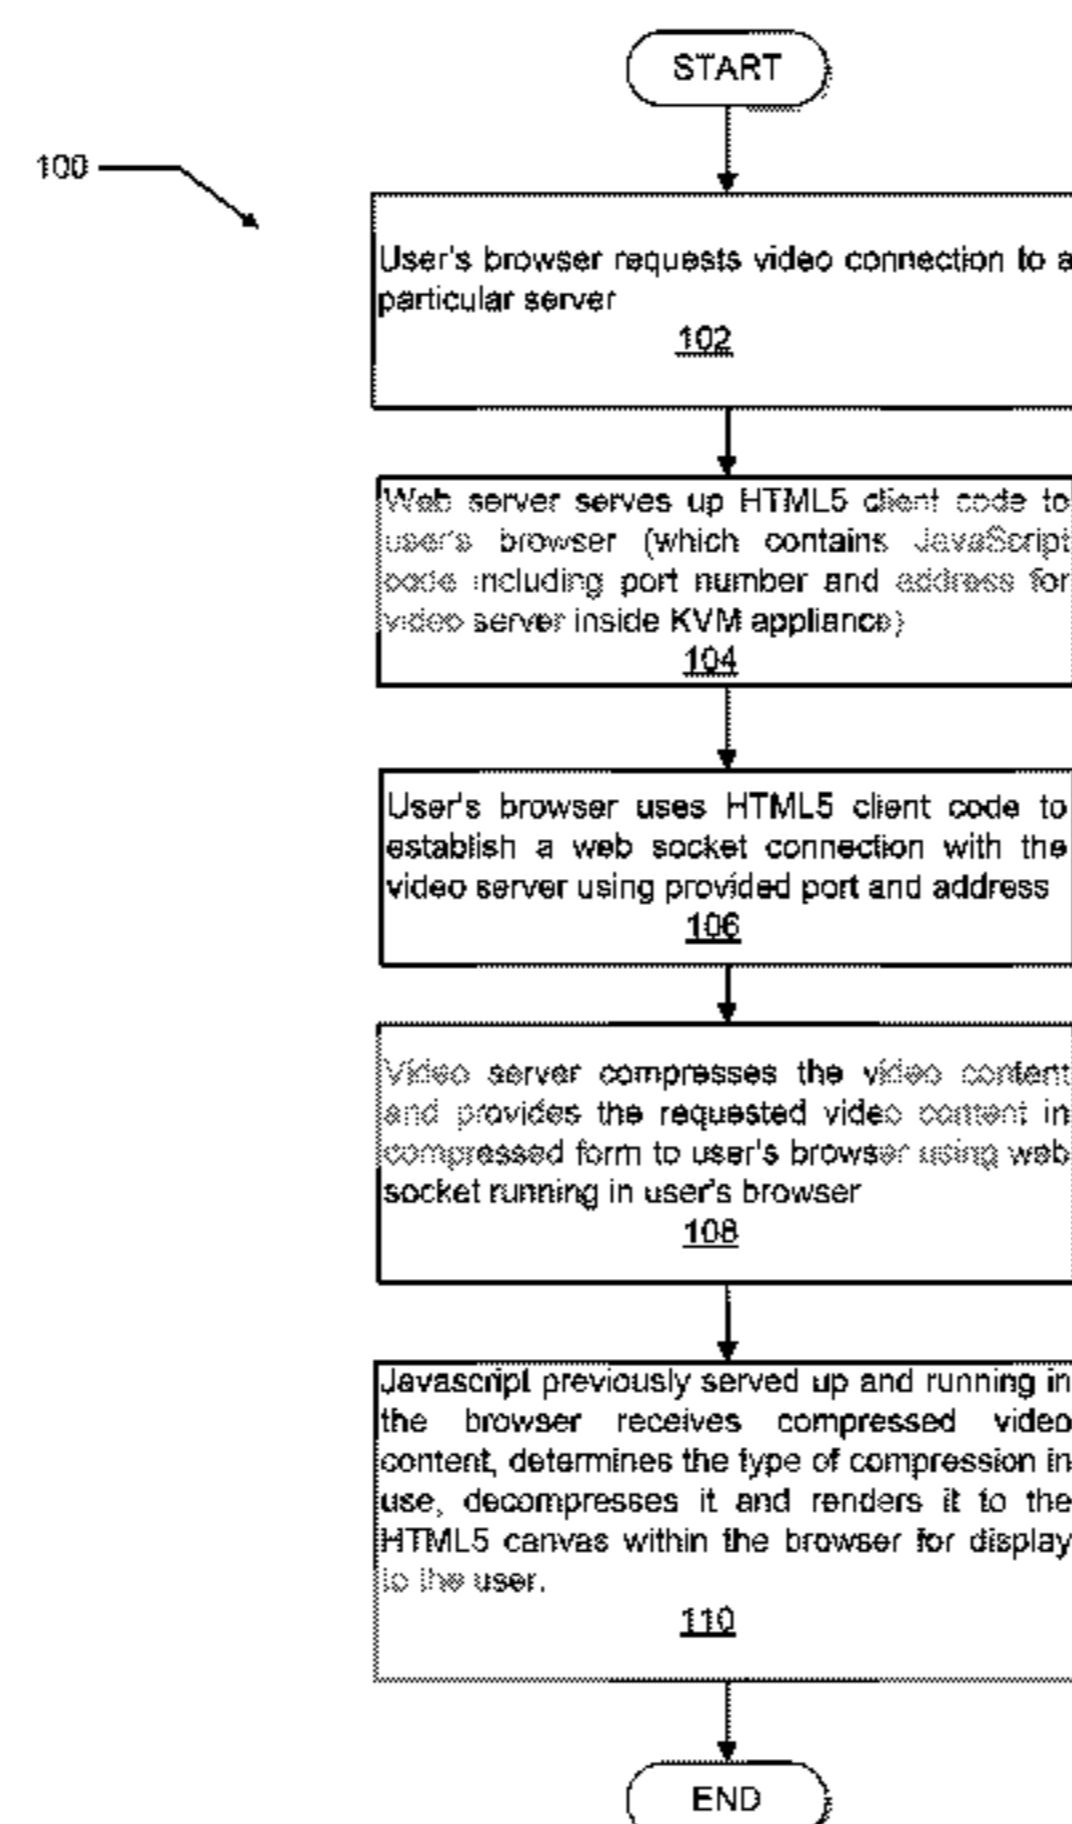 START
100
User's browser requests video connection to a
particular server
102
Web server serves up HTML5 client code to
user's browser (which contains JavaScript
code including port number and address for
video server inside KVM appliance)
104
User's browser uses HTML5 client code to
establish a web socket connection with the
video server using provided port and address
106
Video server compresses the video content
and provides the requested video content in
compressed form to user's browser using web
socket running in user's browser
108
Javascript previously served up and running in
the browser receives compressed video
content, determines the type of compression in
use, decompresses it and renders it to the
HTML5 canvas within the browser for display
to the user.
110
END